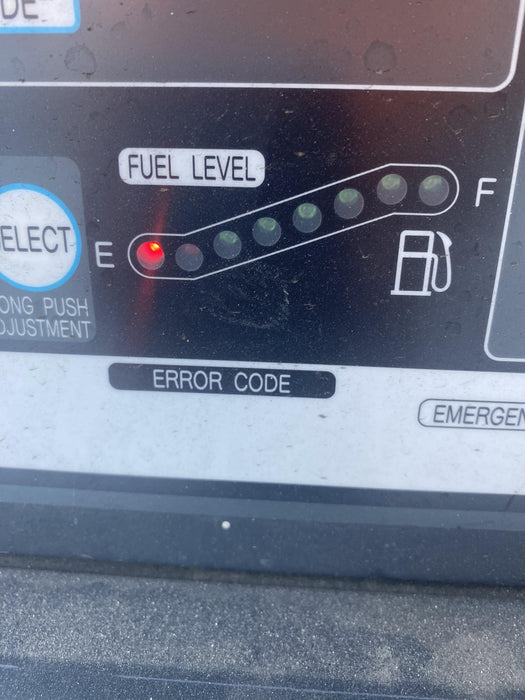 DE
FUEL LEVEL
F
ELECT
E
ONG PUSH
DJUSTMENT
ERROR CODE
EMERGEN